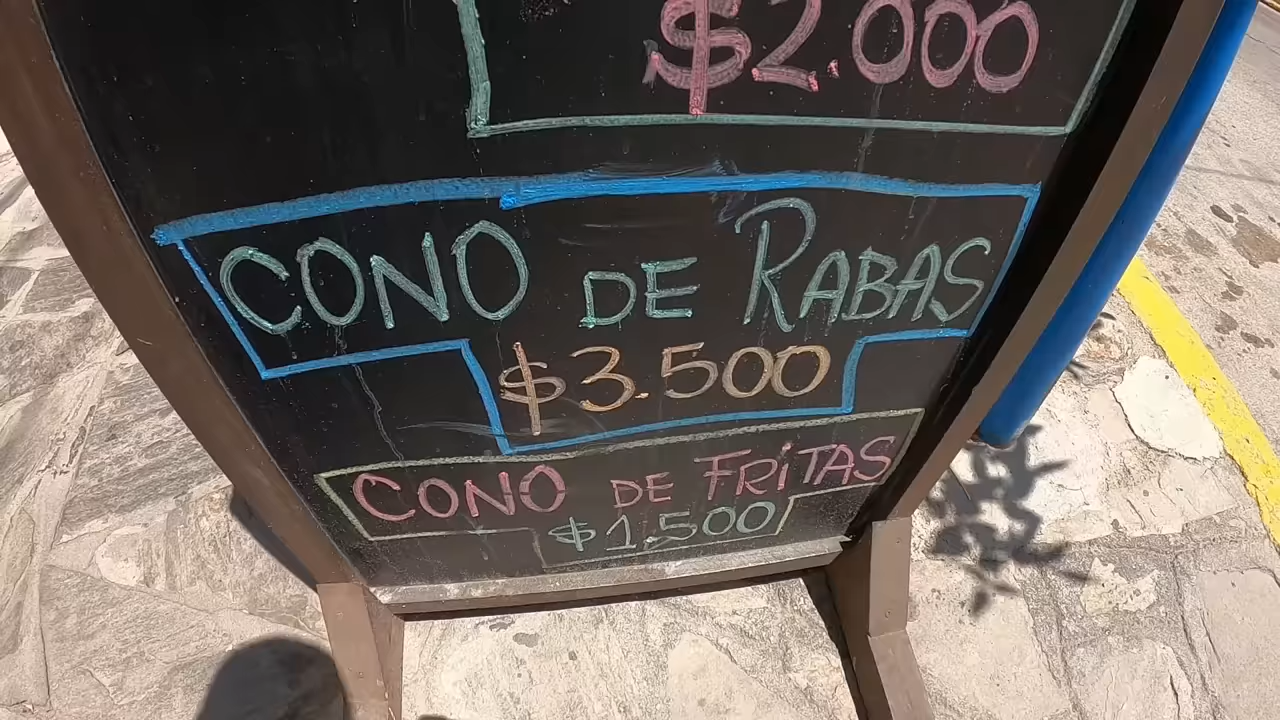 $2.000
CONO DE RABAS
$3.500
CONO DE FRITAS
$1.500